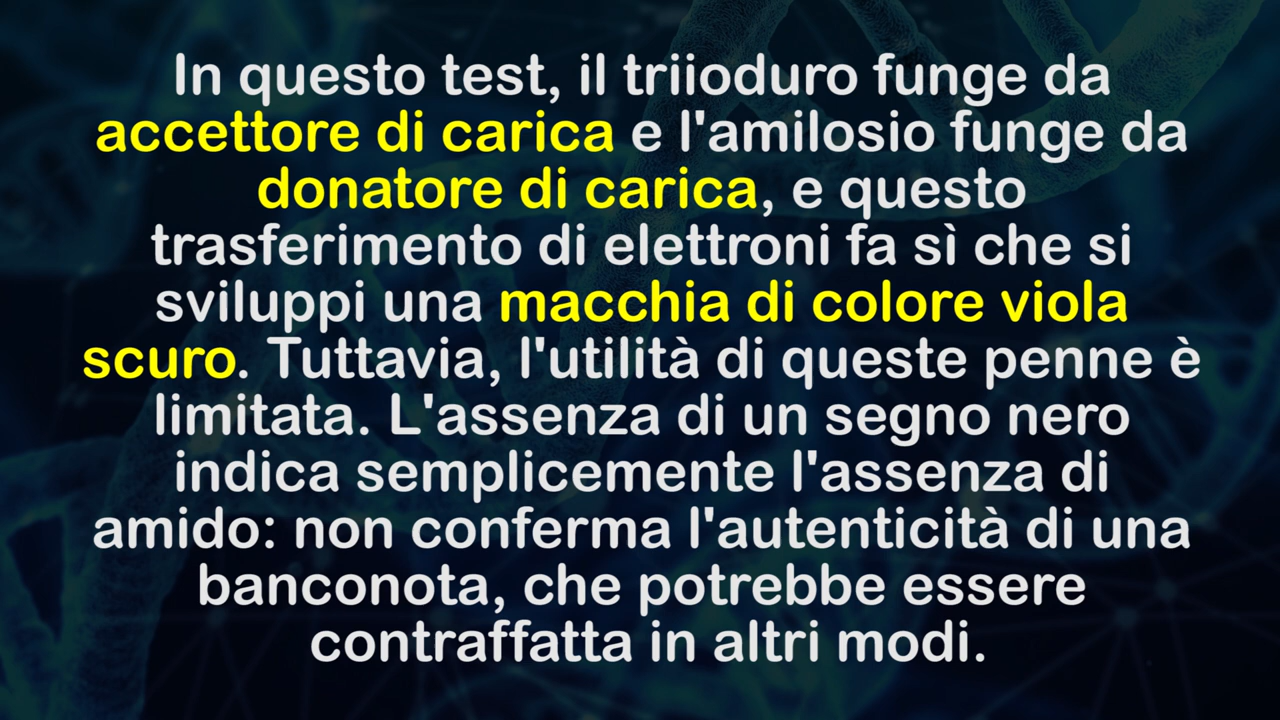 In questo test, il triioduro funge da
accettore di carica e l'amilosio funge da
donatore di carica, e questo
trasferimento di elettroni fa sì che si
sviluppi una macchia di colore viola
scuro. Tuttavia, l'utilità di queste penne è
limitata. L'assenza di un segno nero
indica semplicemente l'assenza di
amido: non conferma l'autenticità di una
banconota, che potrebbe essere
contraffatta in altri modi.